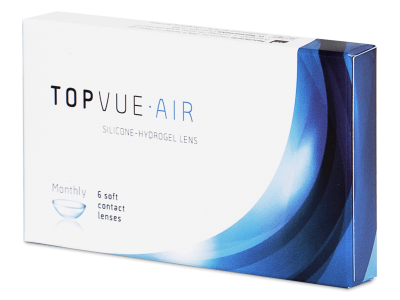 TOPVUE·AIR
SILICONE-HYDROGEL LENS
Monthly
6 soft
contact
lenses